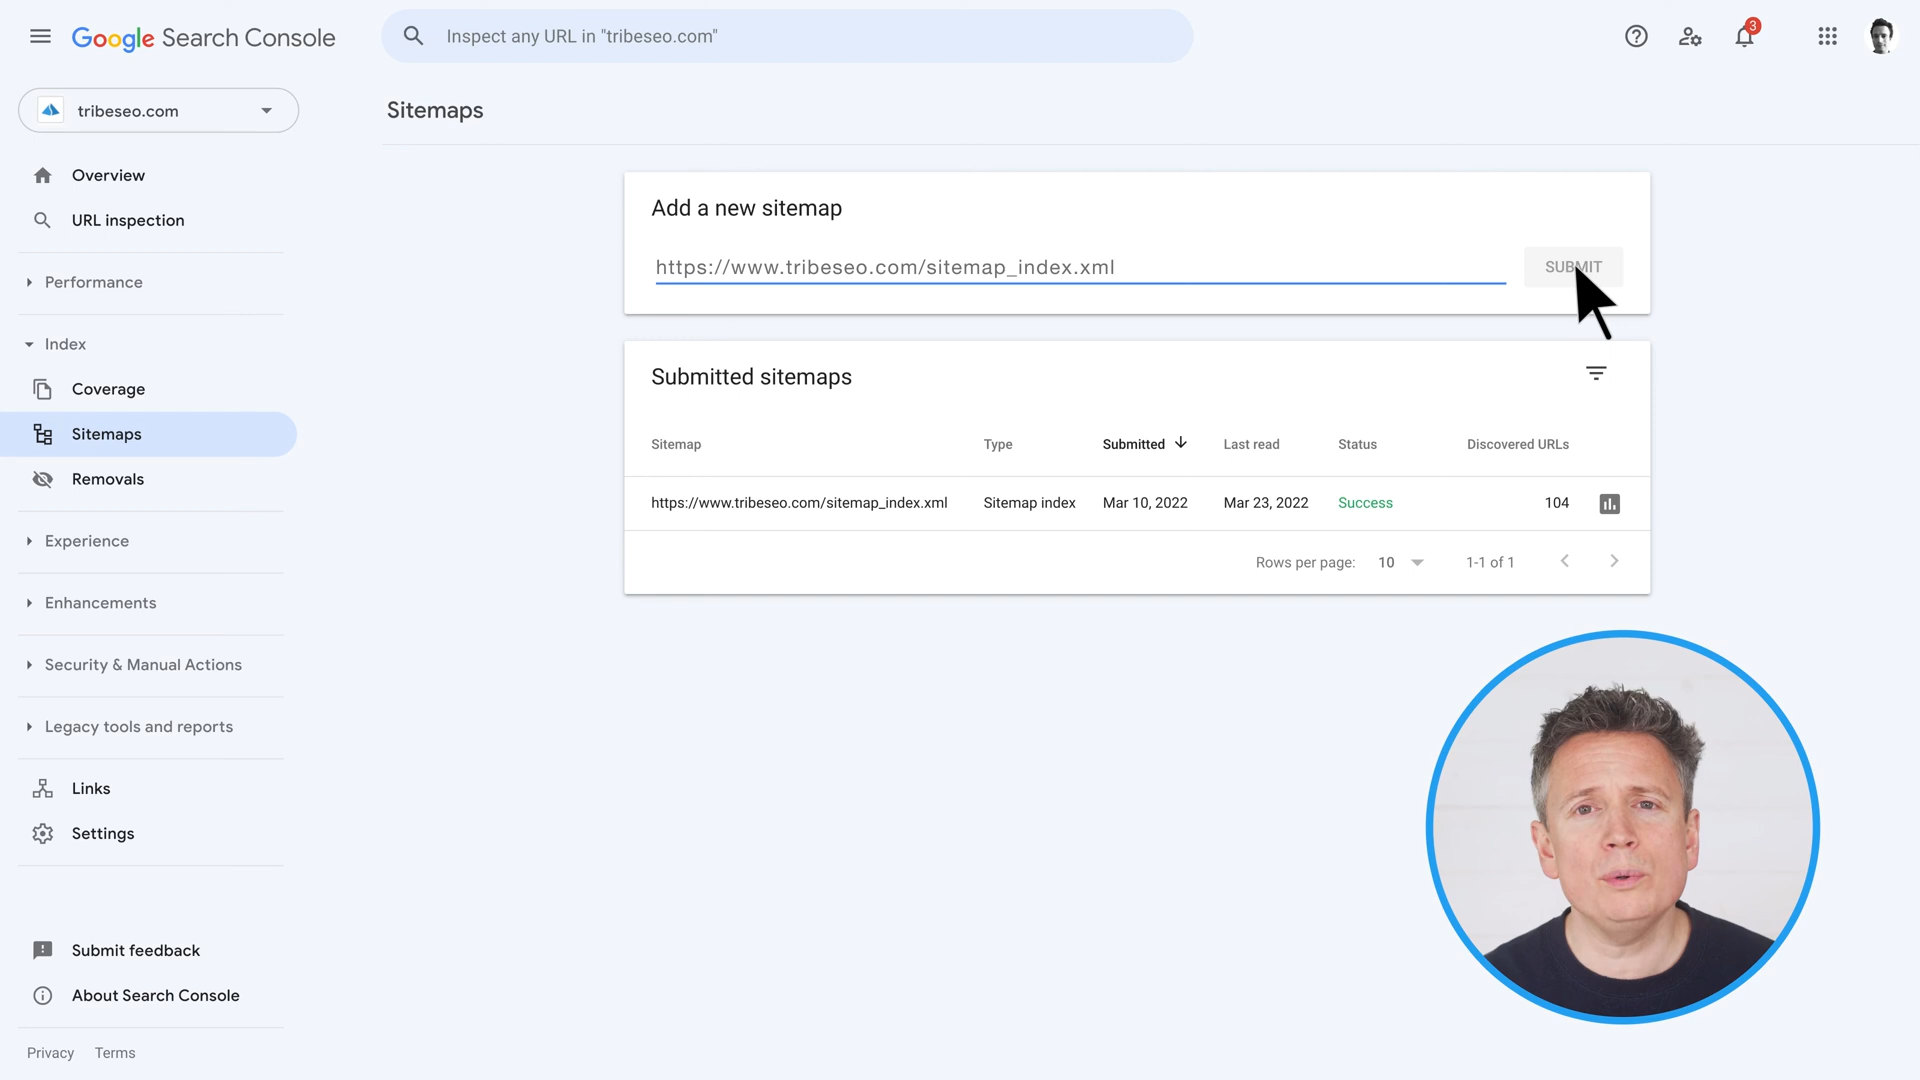 Google Search Console
Inspect any URL in "tribeseo.com"
3
tribeseo.com
Sitemaps
Overview
URL inspection
Performance
Index
Coverage
Sitemaps
Removals
Experience
Enhancements
Security & Manual Actions
Legacy tools and reports
Links
Settings
Submit feedback
About Search Console
Privacy Terms
Add a new sitemap
https://www.tribeseo.com/sitemap_index.xml
SUBMIT
Submitted sitemaps
Sitemap Type Submitted Last read Status Discovered URLs
https://www.tribeseo.com/sitemap_index.xml Sitemap index Mar 10, 2022 Mar 23, 2022 Success 104
Rows per page: 10 1-1 of 1